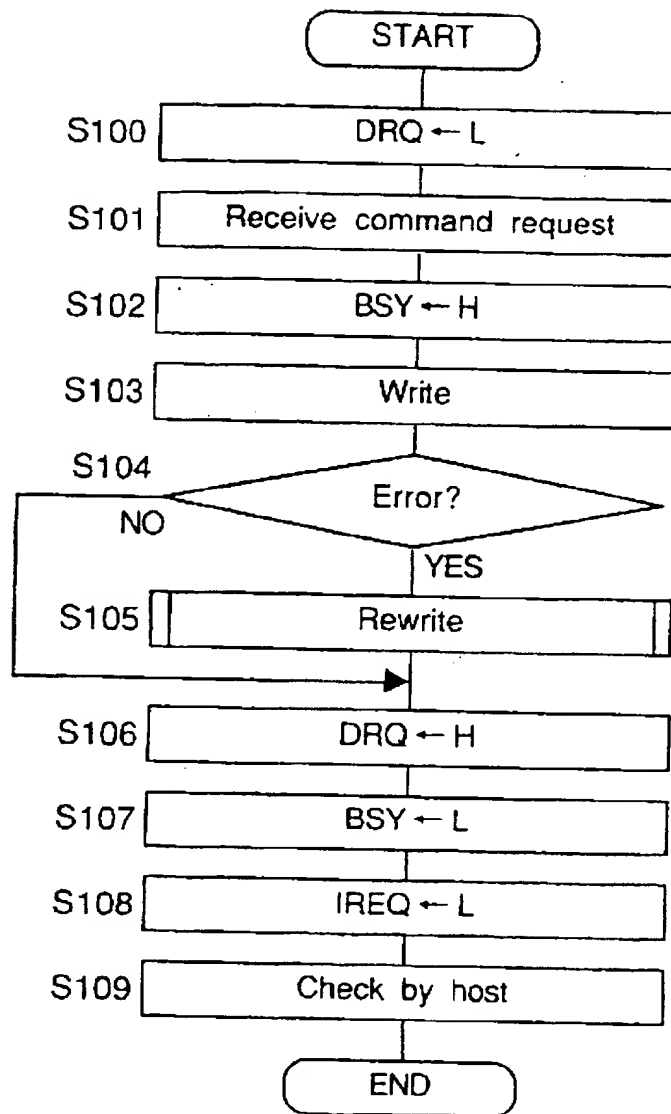 START
S100 DRQ ← L
S101 Receive command request
S102 BSY ← H
S103 Write
S104 Error?
NO
YES
S105 Rewrite
S106 DRQ ← H
S107 BSY ← L
S108 IREQ ← L
S109 Check by host
END